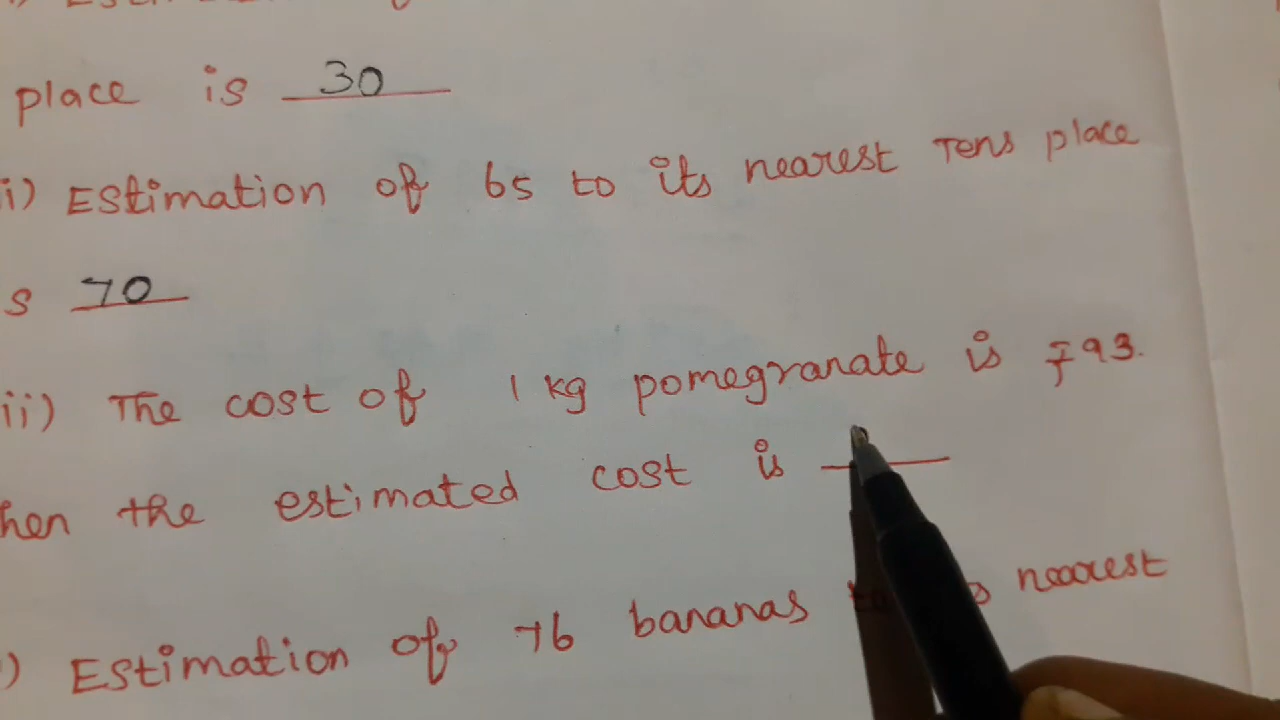 place is 30
i) Estimation of 65 to its nearest Tens place
s 70
ii) The cost of 1 kg pomegranate is ₹93.
hen the estimated cost is
) Estimation of 76 bananas nearest